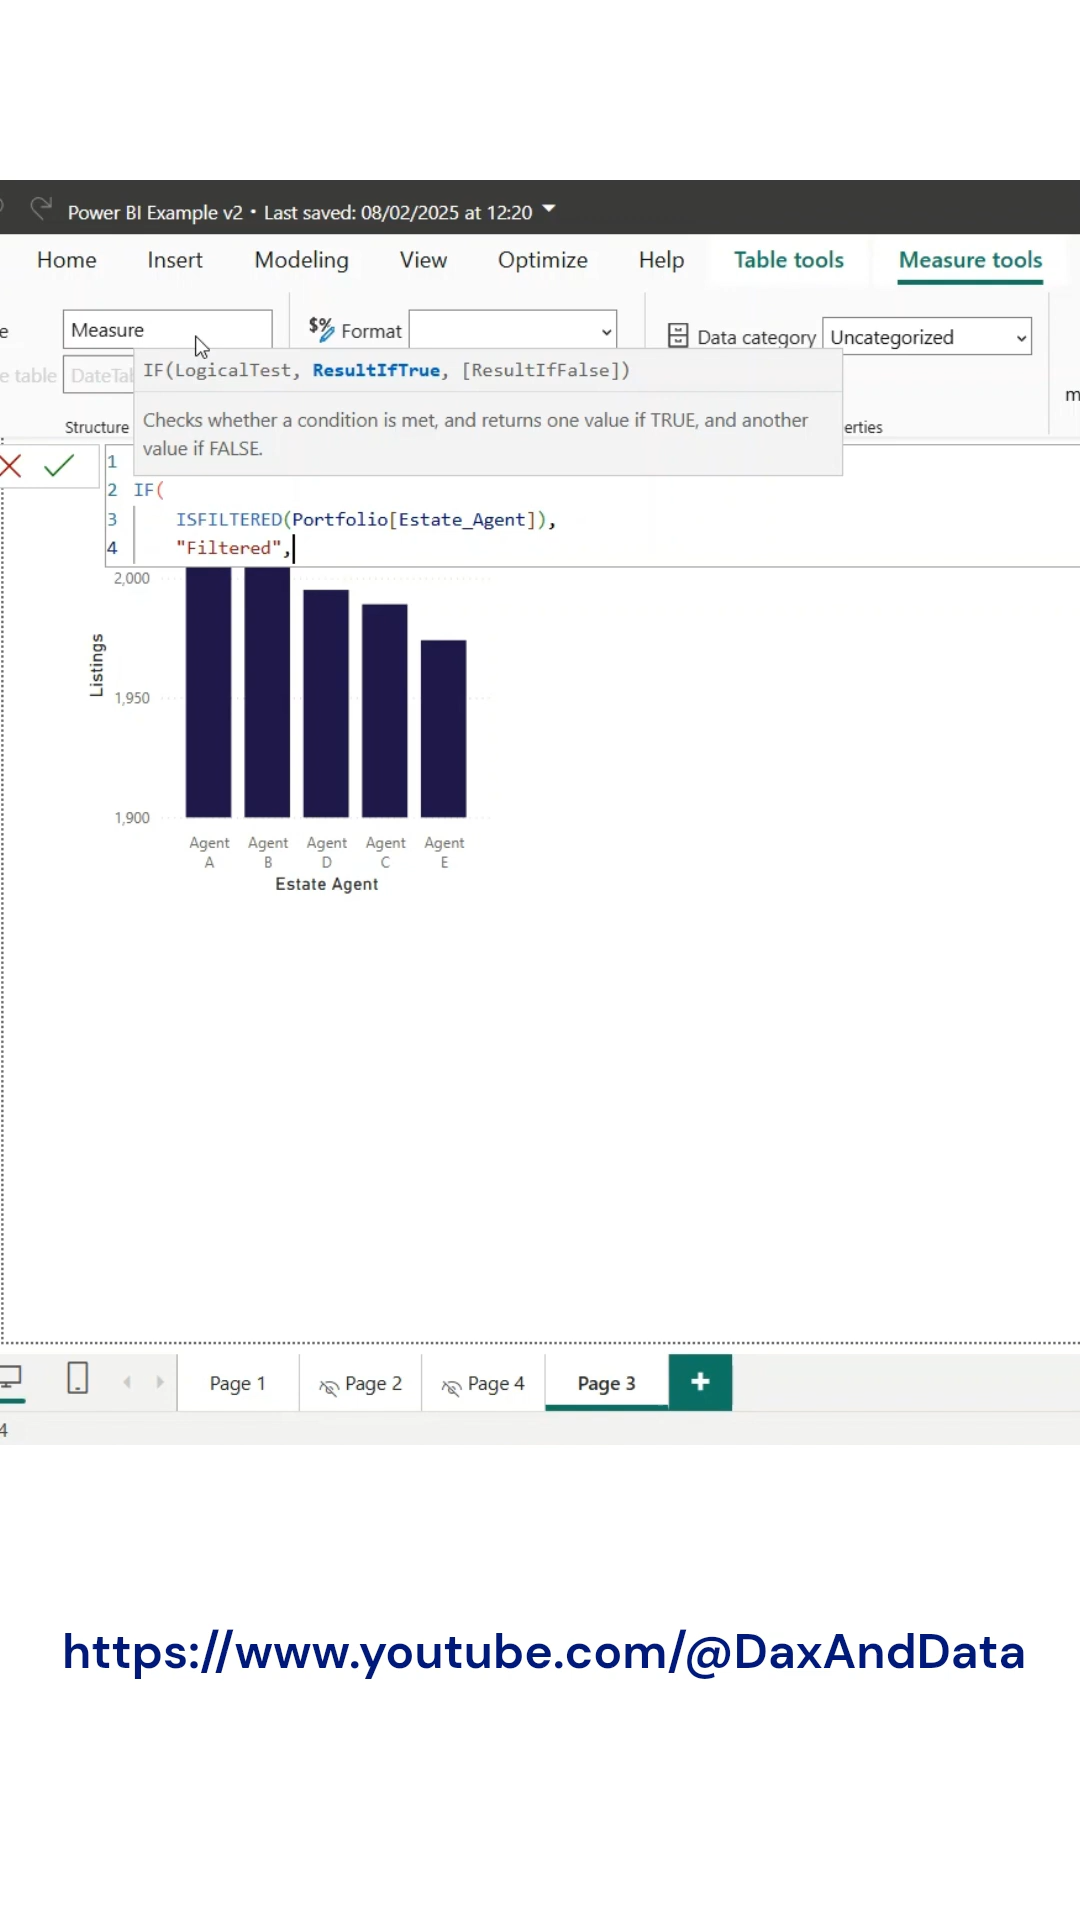 Power BI Example v2 • Last saved: 08/02/2025 at 12:20
Home Insert Modeling View Optimize Help Table tools Measure tools
Measure $% Format Data category Uncategorized
e table DateTab
IF(LogicalTest, ResultIfTrue, [ResultIfFalse])
Checks whether a condition is met, and returns one value if TRUE, and another
value if FALSE.
Structure erties
1
2 IF(
3 ISFILTERED(Portfolio[Estate_Agent]),
4 "Filtered",
2,000
1,950
1,900
Listings
Agent A
Agent B
Agent D
Agent C
Agent E
Estate Agent
Page 1 Page 2 Page 4 Page 3 +
4
https://www.youtube.com/@DaxAndData